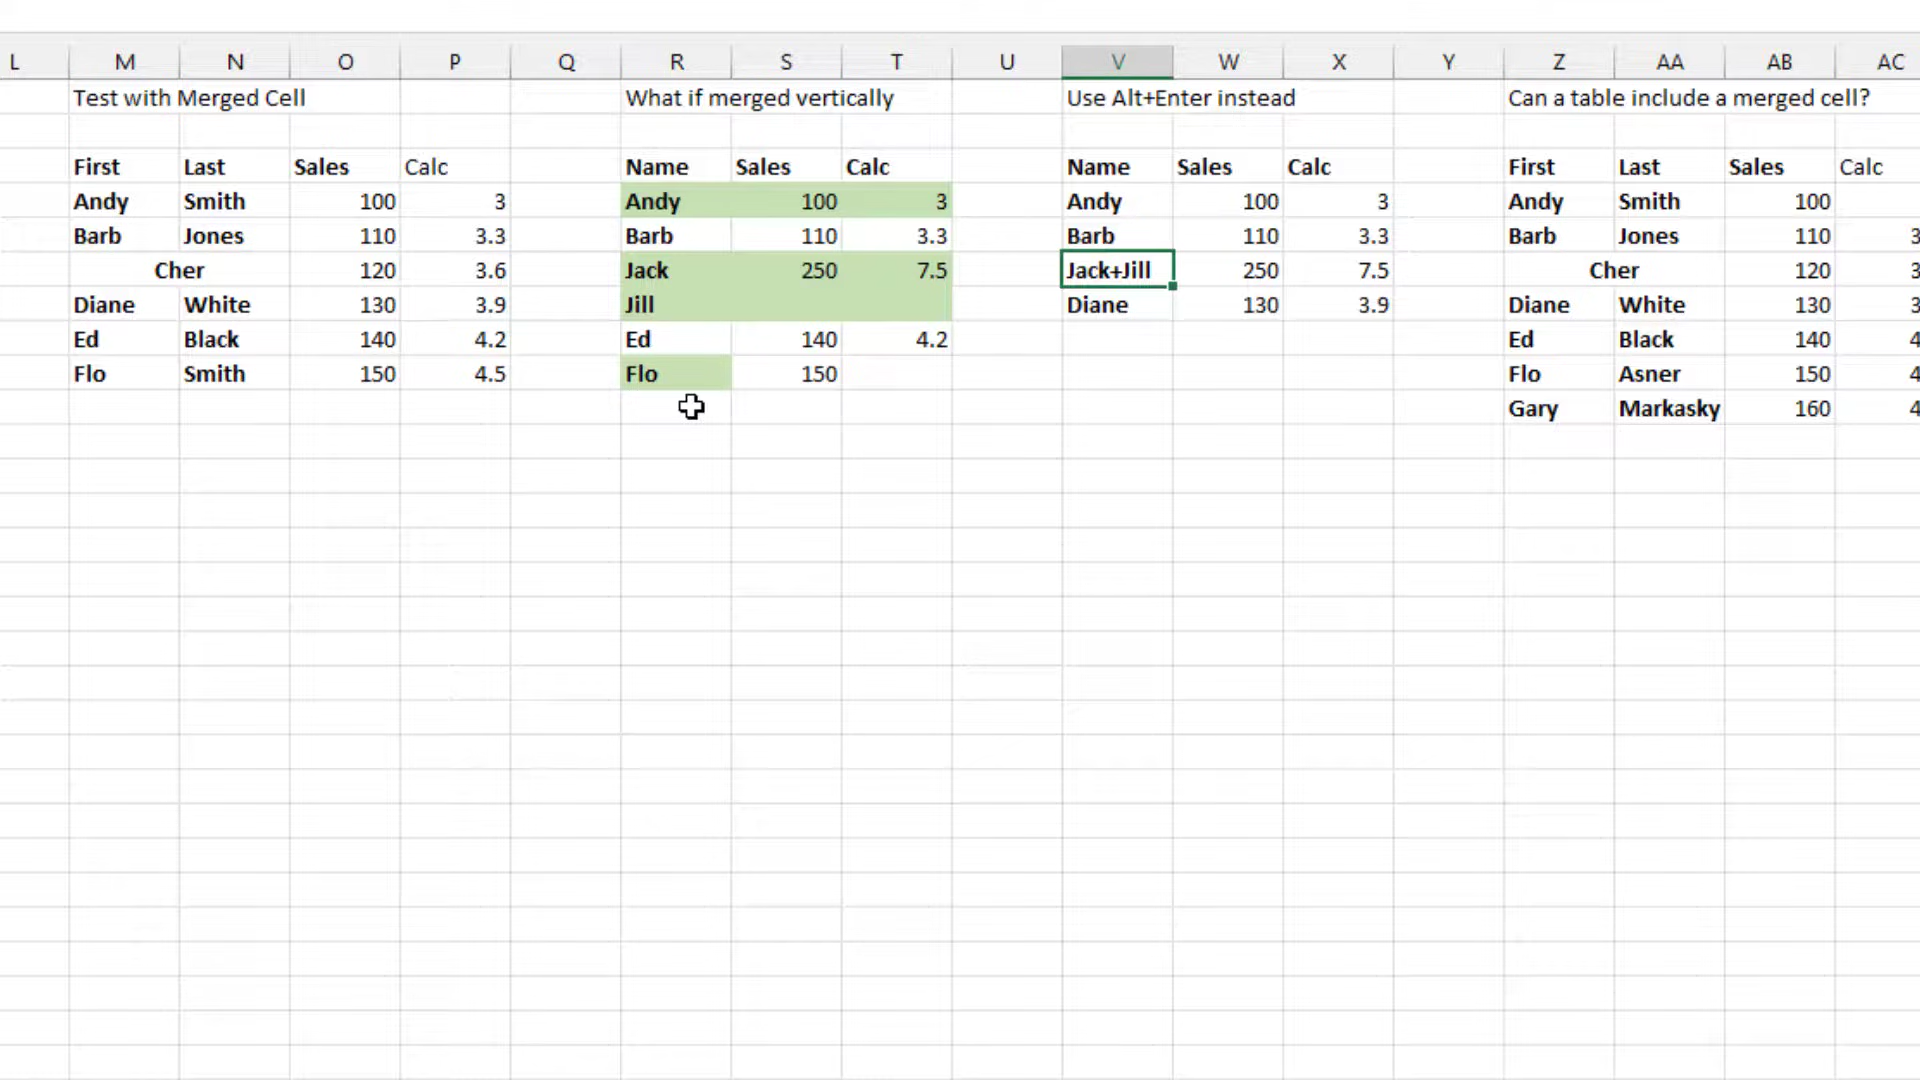 L M N O P Q R S T U V W X Y Z AA AB AC
Test with Merged Cell What if merged vertically Use Alt+Enter instead Can a table include a merged cell?
First Last Sales Calc Name Sales Calc Name Sales Calc First Last Sales Calc
Andy Smith 100 3 Andy 100 3 Andy 100 3 Andy Smith 100
Barb Jones 110 3.3 Barb 110 3.3 Barb 110 3.3 Barb Jones 110 3
Cher 120 3.6 Jack 250 7.5 Jack+Jill 250 7.5 Cher 120 3
Diane White 130 3.9 Jill Diane 130 3.9 Diane White 130 3
Ed Black 140 4.2 Ed 140 4.2 Ed Black 140 4
Flo Smith 150 4.5 Flo 150 Flo Asner 150 4
Gary Markasky 160 4